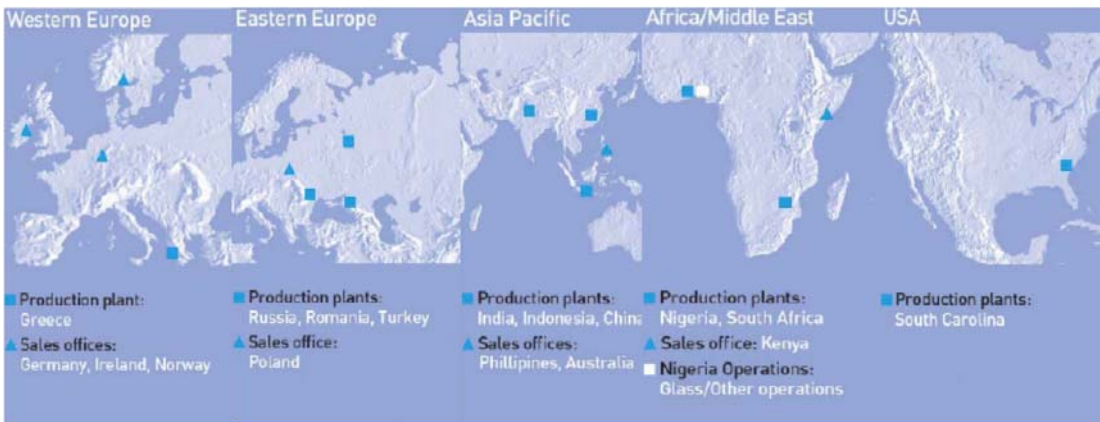 Western Europe
Production plant:
Greece
Sales offices:
Germany, Ireland, Norway
Eastern Europe
Production plants:
Russia, Romania, Turkey
Sales office:
Poland
Asia Pacific
Production plants:
India, Indonesia, China
Sales offices:
Phillipines, Australia
Africa/Middle East
Production plants:
Nigeria, South Africa
Sales office: Kenya
Nigeria Operations:
Glass/Other operations
USA
Production plants:
South Carolina